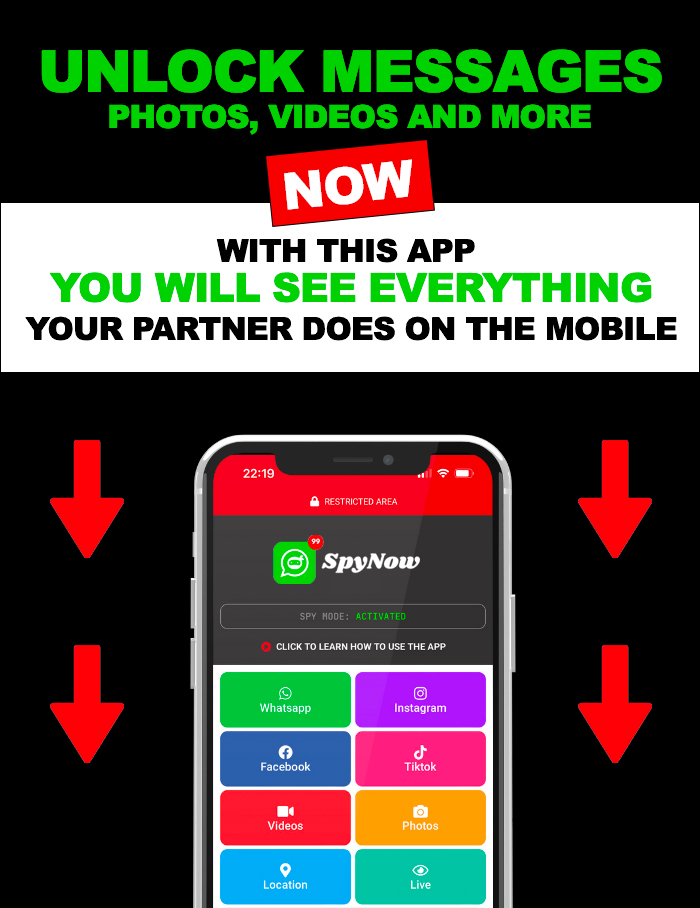 UNLOCK MESSAGES
PHOTOS, VIDEOS AND MORE
NOW
WITH THIS APP
YOU WILL SEE EVERYTHING
YOUR PARTNER DOES ON THE MOBILE
22:19
RESTRICTED AREA
99
SpyNow
SPY MODE: ACTIVATED
CLICK TO LEARN HOW TO USE THE APP
Whatsapp
Instagram
Facebook
Tiktok
Videos
Photos
Location
Live